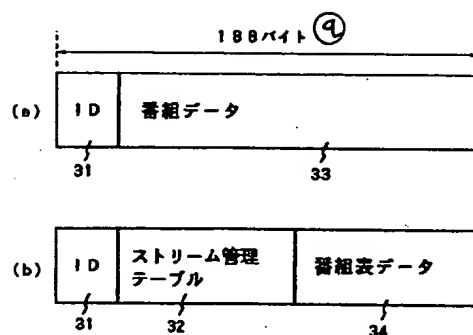 188バイト ⓠ
(a) ID 番組データ
31 33
(b) ID ストリーム管理 番組表データ
テーブル
31 32 34